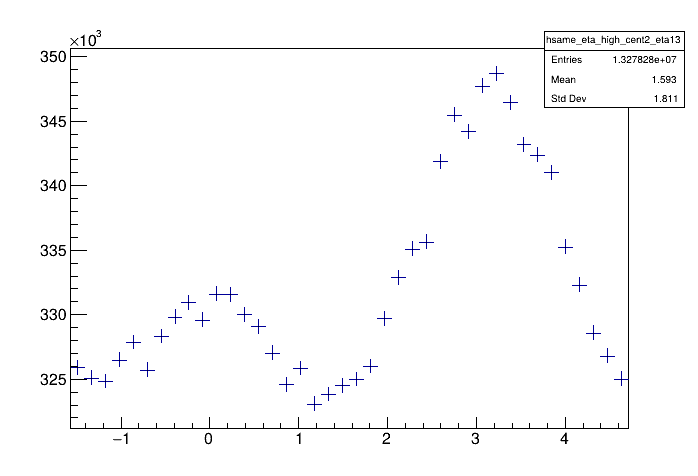 ×10³
hsame_eta_high_cent2_eta13
Entries 1.327828e+07
Mean 1.593
Std Dev 1.811
350
345
340
335
330
325
−1 0 1 2 3 4